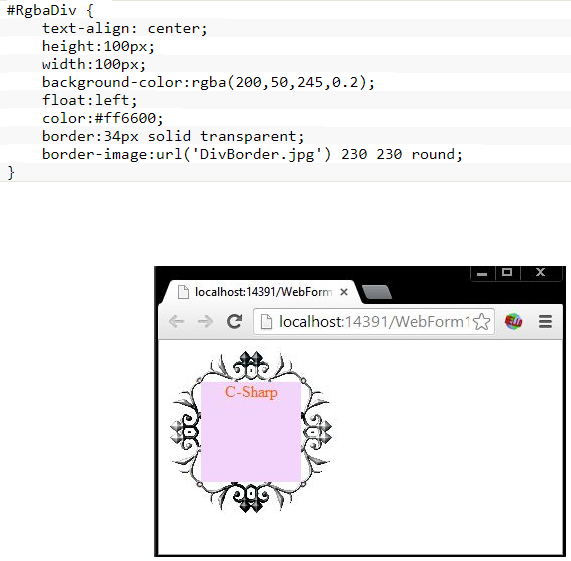 #RgbaDiv {
    text-align: center;
    height:100px;
    width:100px;
    background-color:rgba(200,50,245,0.2);
    float:left;
    color:#ff6600;
    border:34px solid transparent;
    border-image:url('DivBorder.jpg') 230 230 round;
}
localhost:14391/WebForm
localhost:14391/WebForm1
C-Sharp